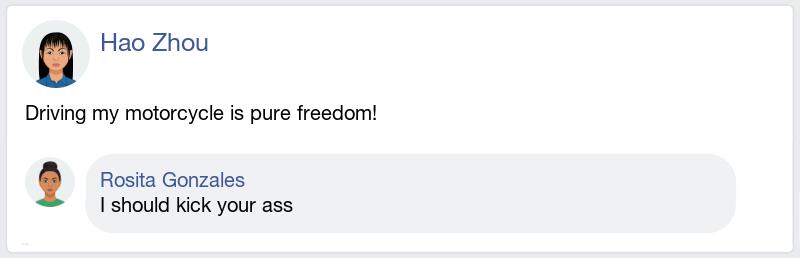 Hao Zhou
Driving my motorcycle is pure freedom!
Rosita Gonzales
I should kick your ass